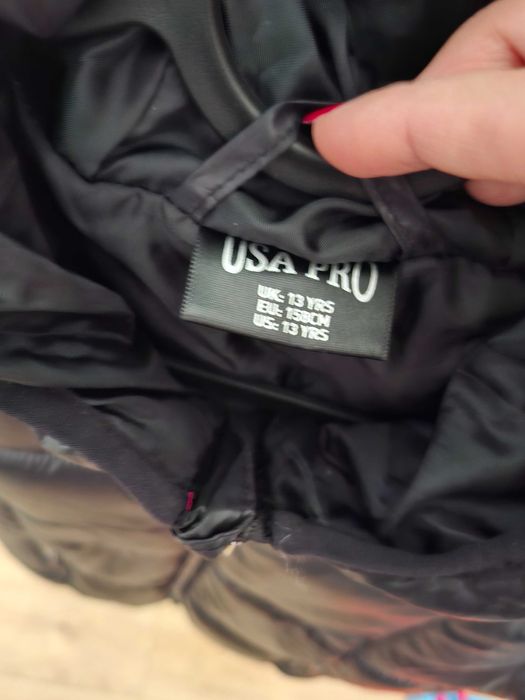 USA PRO
UK: 13 YRS
EU: 158CM
US: 13 YRS